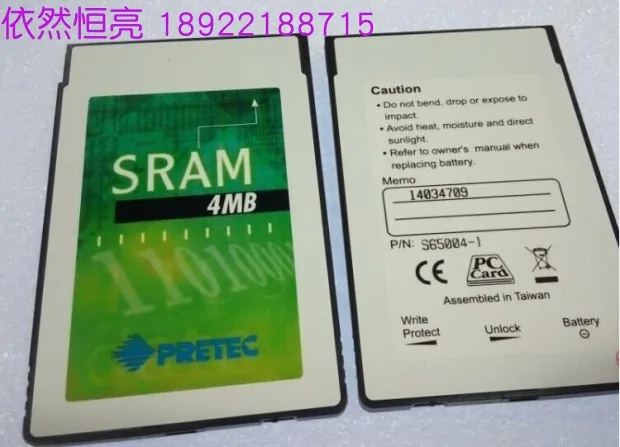 依然恒亮 18922188715
SRAM
4MB
1101000
PRETEC
Caution
• Do not bend, drop or expose to
impact.
• Avoid heat, moisture and direct
sunlight.
• Refer to owner's manual when
replacing battery.
Memo
14034709
P/N: S65004-1
CE PC Card
Assembled in Taiwan
Write
Protect
Unlock
Battery